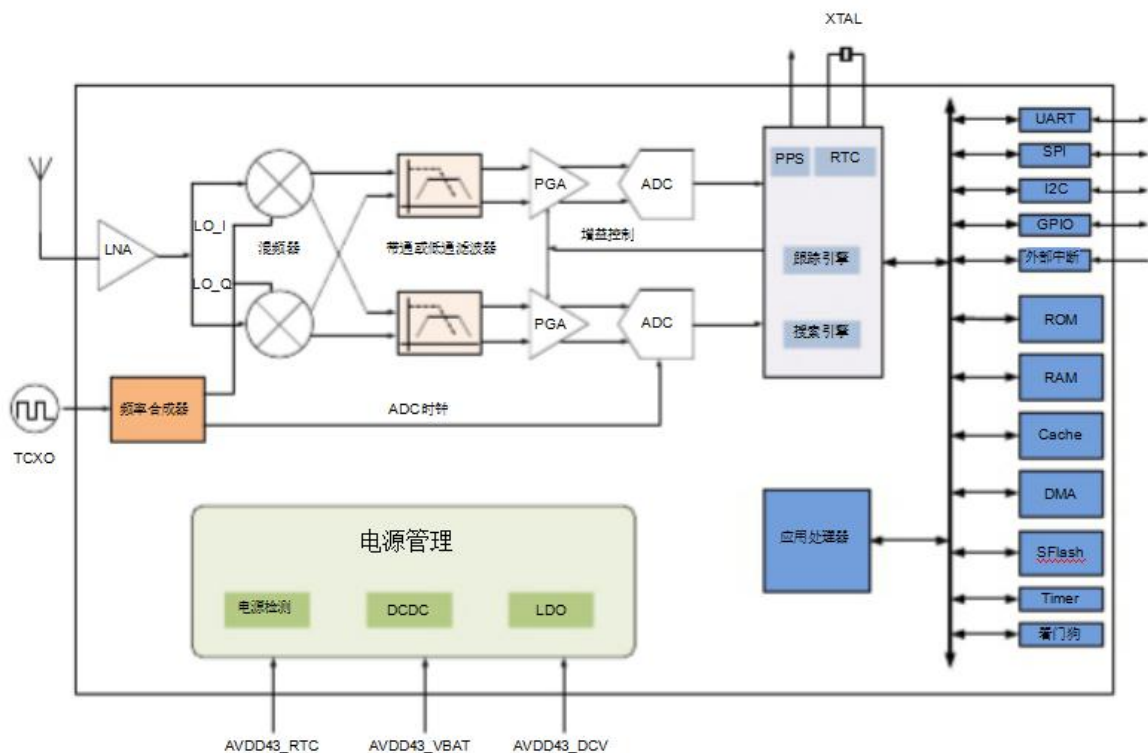 XTAL
UART
SPI
I2C
GPIO
外部中断
PPS
RTC
PGA
ADC
LNA
LO_I
混频器
带通或低通滤波器
增益控制
跟踪引擎
LO_Q
PGA
ADC
搜索引擎
ROM
RAM
频率合成器
ADC时钟
TCXO
Cache
DMA
电源管理
应用处理器
SFlash
电源检测
DCDC
LDO
Timer
看门狗
AVDD43_RTC
AVDD43_VBAT
AVDD43_DCV